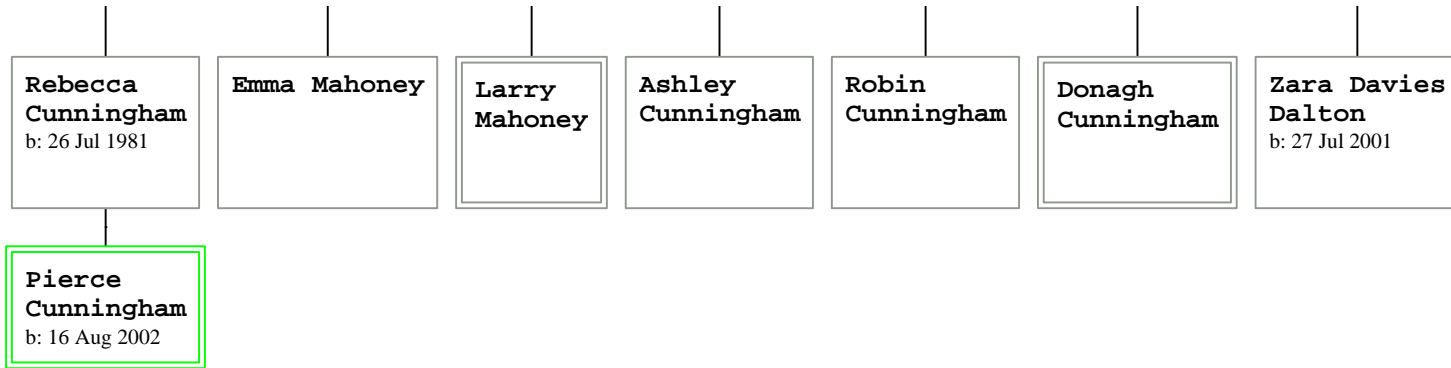 Rebecca
Cunningham
b: 26 Jul 1981
Emma Mahoney
Larry
Mahoney
Ashley
Cunningham
Robin
Cunningham
Donagh
Cunningham
Zara Davies
Dalton
b: 27 Jul 2001
Pierce
Cunningham
b: 16 Aug 2002